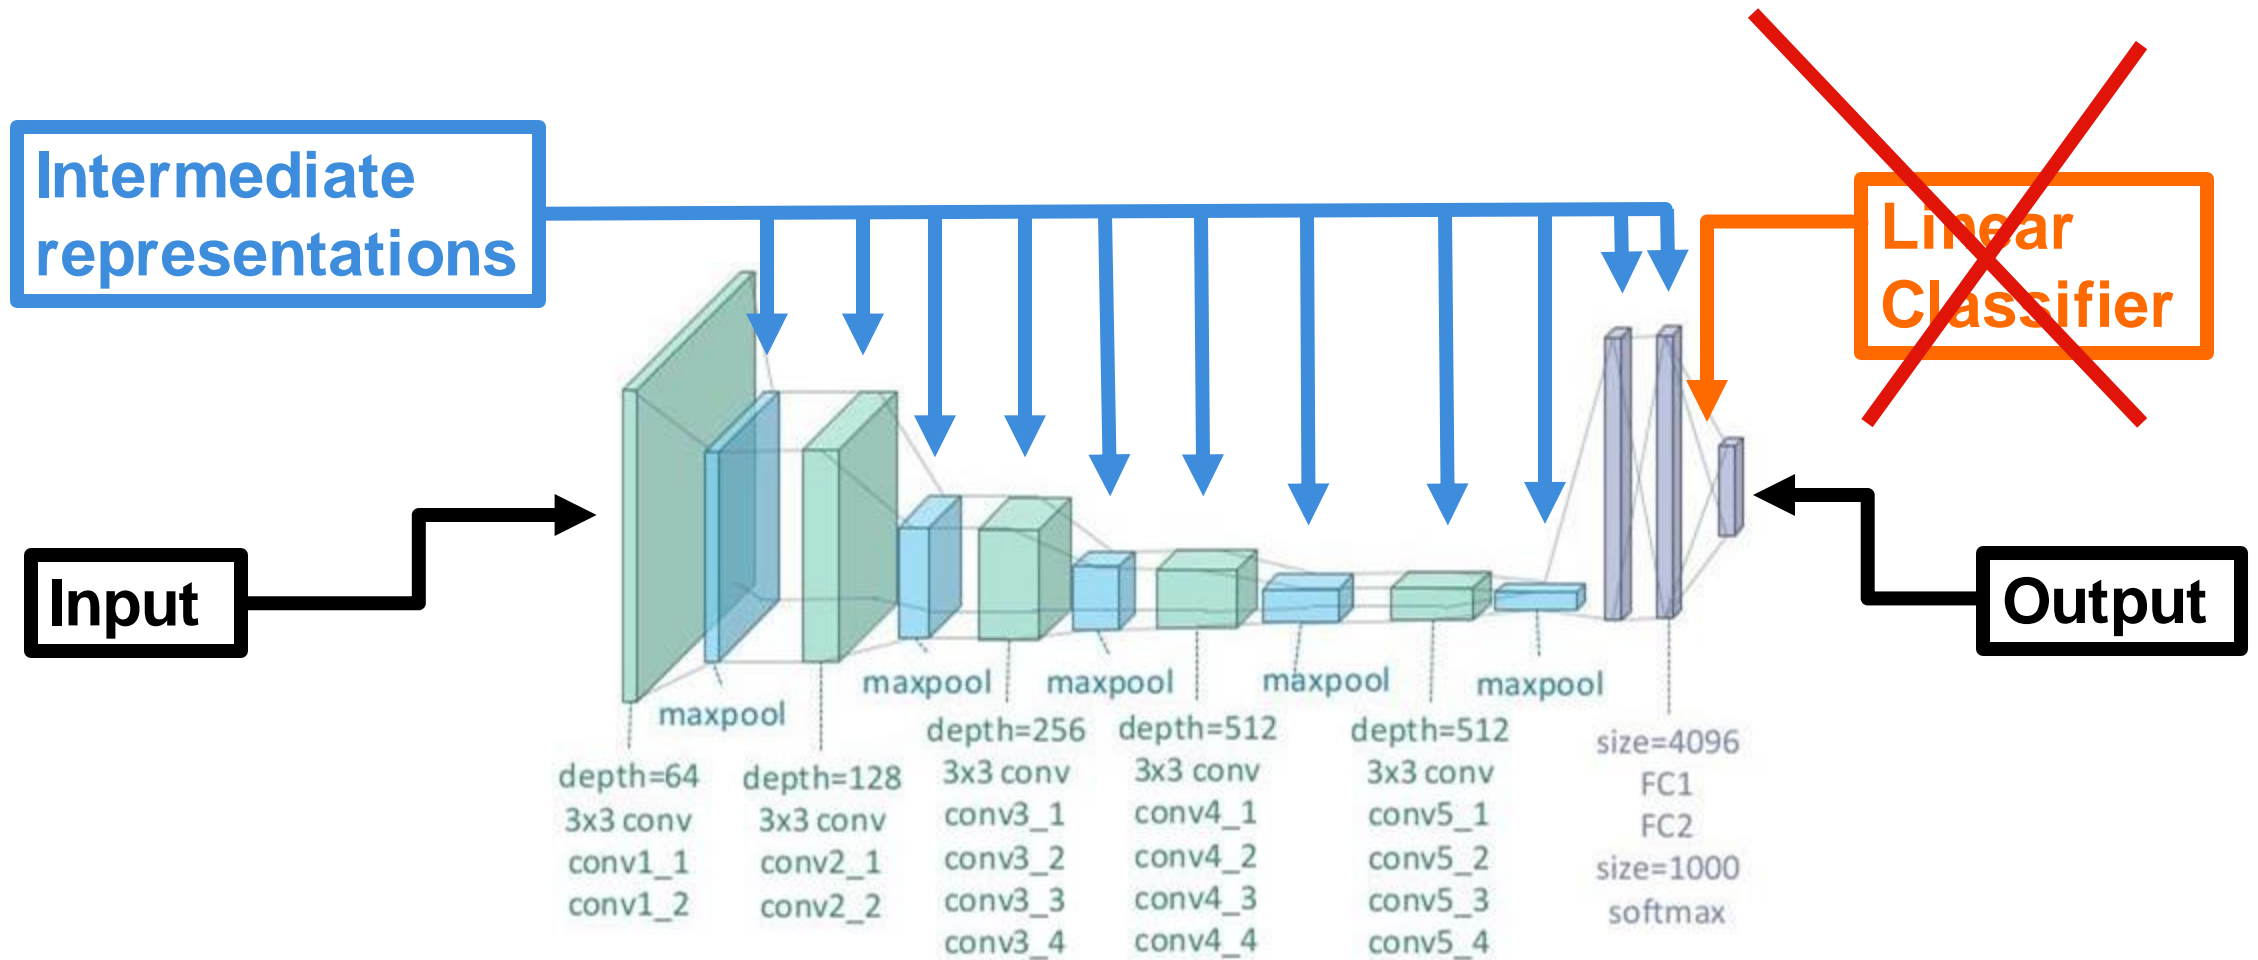 Intermediate
representations
Linear
Classifier
Input
Output
maxpool
maxpool
maxpool
maxpool
maxpool
depth=64
3x3 conv
conv1_1
conv1_2
depth=128
3x3 conv
conv2_1
conv2_2
depth=256
3x3 conv
conv3_1
conv3_2
conv3_3
conv3_4
depth=512
3x3 conv
conv4_1
conv4_2
conv4_3
conv4_4
depth=512
3x3 conv
conv5_1
conv5_2
conv5_3
conv5_4
size=4096
FC1
FC2
size=1000
softmax